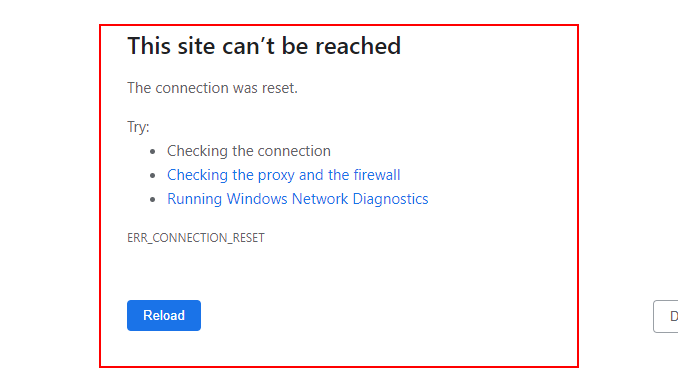 This site can’t be reached
The connection was reset.
Try:
Checking the connection
Checking the proxy and the firewall
Running Windows Network Diagnostics
ERR_CONNECTION_RESET
Reload
D